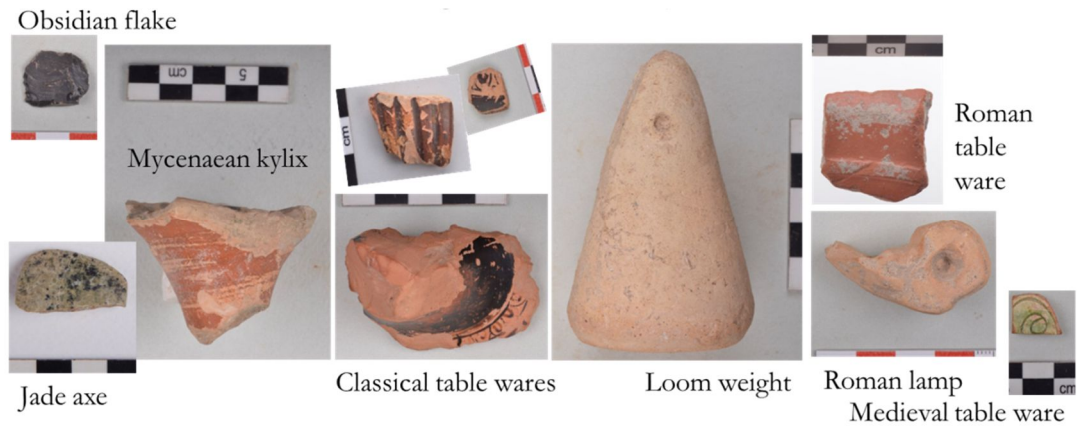 Obsidian flake
cm 5
Mycenaean kylix
Jade axe
cm
Classical table wares
Loom weight
cm
Roman
table
ware
Roman lamp
cm
Medieval table ware